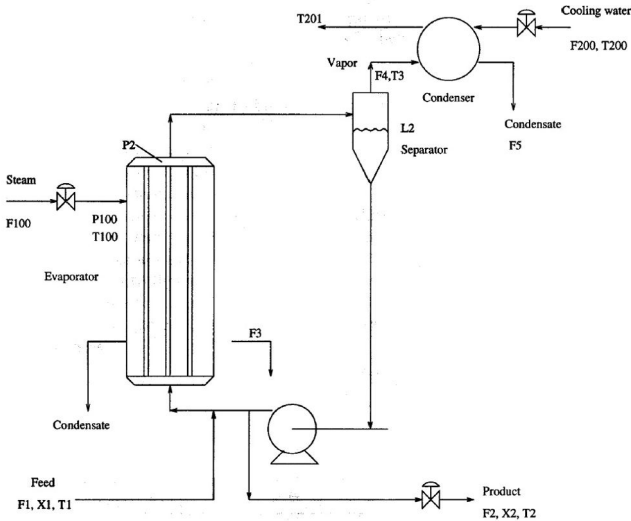 Cooling water
T201
F200, T200
Vapor
F4,T3
Condenser
P2
L2
Separator
Condensate
F5
Steam
F100
P100
T100
Evaporator
F3
Condensate
Feed
F1, X1, T1
Product
F2, X2, T2